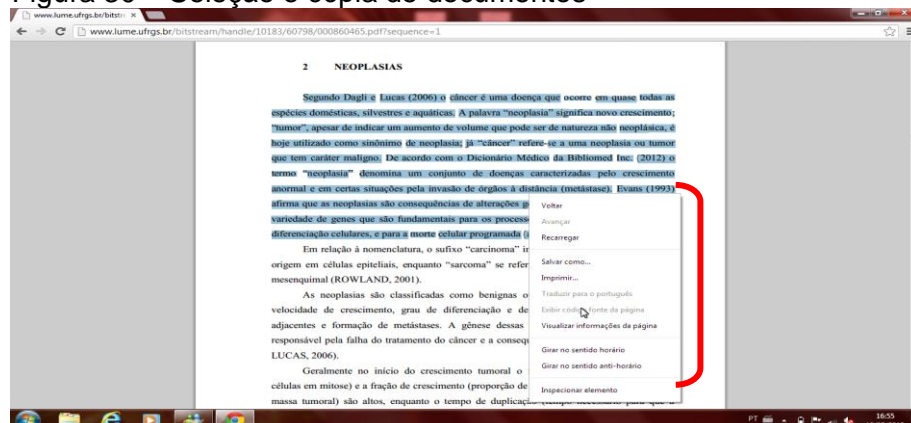 Figura 30 – Seleção e cópia de documentos
www.lume.ufrgs.br/bitstr
www.lume.ufrgs.br/bitstream/handle/10183/60798/000860465.pdf?sequence=1
2 NEOPLASIAS
Segundo Dagli e Lucas (2006) o câncer é uma doença que ocorre em quase todas as
espécies domésticas, silvestres e aquáticas. A palavra “neoplasia” significa novo crescimento;
“tumor”, apesar de indicar um aumento de volume que pode ser de natureza não neoplásica, é
hoje utilizado como sinônimo de neoplasia; já “câncer” refere-se a uma neoplasia ou tumor
que tem caráter maligno. De acordo com o Dicionário Médico da Bibliomed Inc. (2012) o
termo “neoplasia” denomina um conjunto de doenças caracterizadas pelo crescimento
anormal e em certas situações pela invasão de órgãos à distância (metástase). Evans (1993)
afirma que as neoplasias são consequências de alterações
variedade de genes que são fundamentais para os
diferenciação celulares, e para a morte celular programada
Em relação à nomenclatura, o sufixo “carcinoma”
origem em células epiteliais, enquanto “sarcoma” se
mesenquimal (ROWLAND, 2001).
As neoplasias são classificadas como benignas
velocidade de crescimento, grau de diferenciação e
adjacentes e formação de metástases. A gênese dessas
responsável pela falha do tratamento do câncer e a
LUCAS, 2006).
Geralmente no início do crescimento tumoral o
células em mitose) e a fração de crescimento (proporção de
massa tumoral) são altos, enquanto o tempo de
Voltar
Avançar
Recarregar
Salvar como...
Imprimir...
Traduzir para o português
Exibir código fonte da página
Visualizar informações da página
Girar no sentido horário
Girar no sentido anti-horário
Inspecionar elemento
PT
16:55